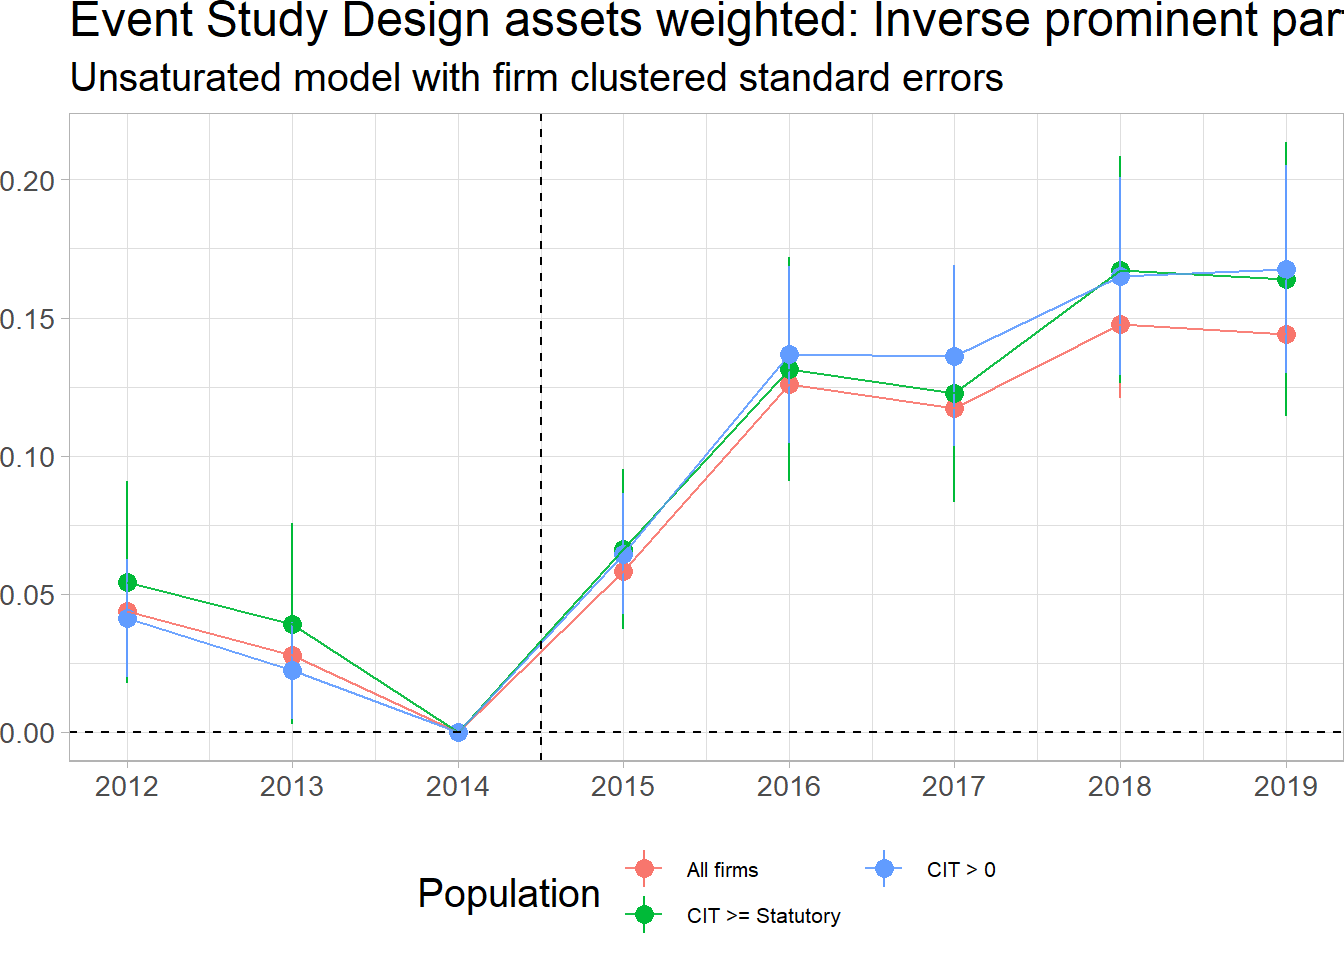 Event Study Design assets weighted: Inverse prominent par
Unsaturated model with firm clustered standard errors
0.20
0.15
0.10
0.05
0.00
2012 2013 2014 2015 2016 2017 2018 2019
Population
All firms
CIT >= Statutory
CIT > 0